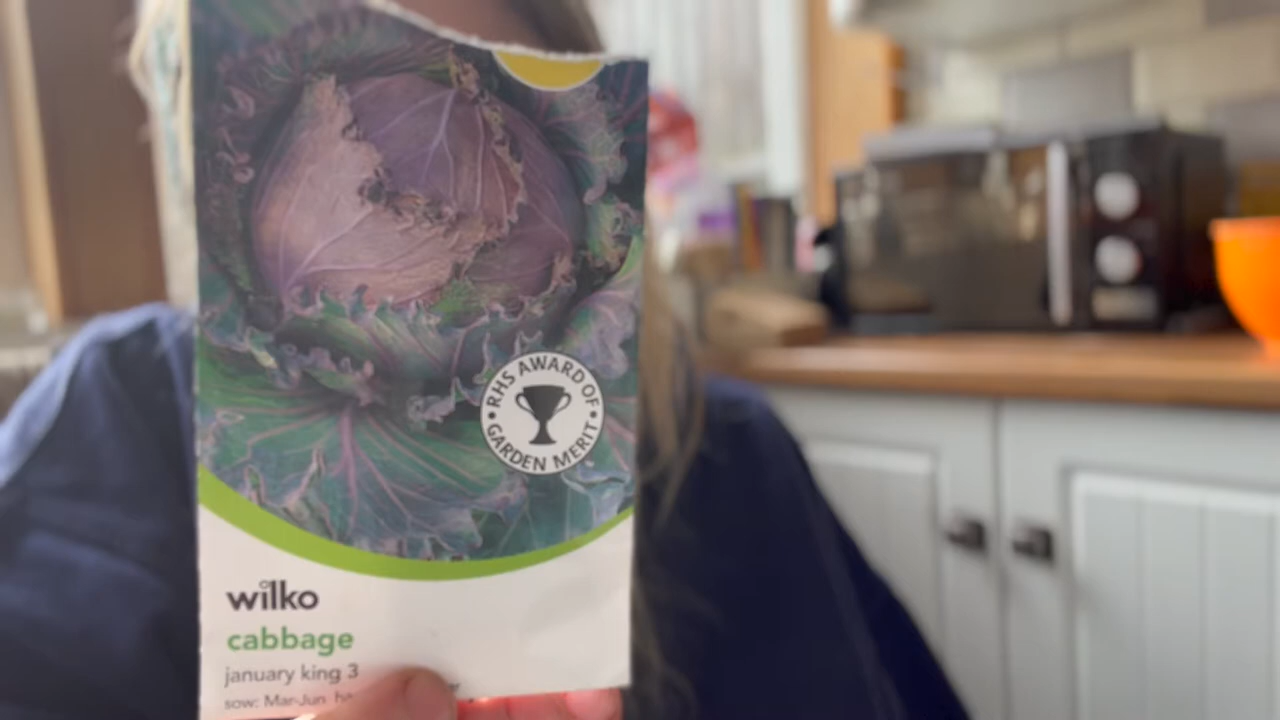 RHS AWARD OF
GARDEN MERIT
wilko
cabbage
january king 3
sow: Mar-Jun